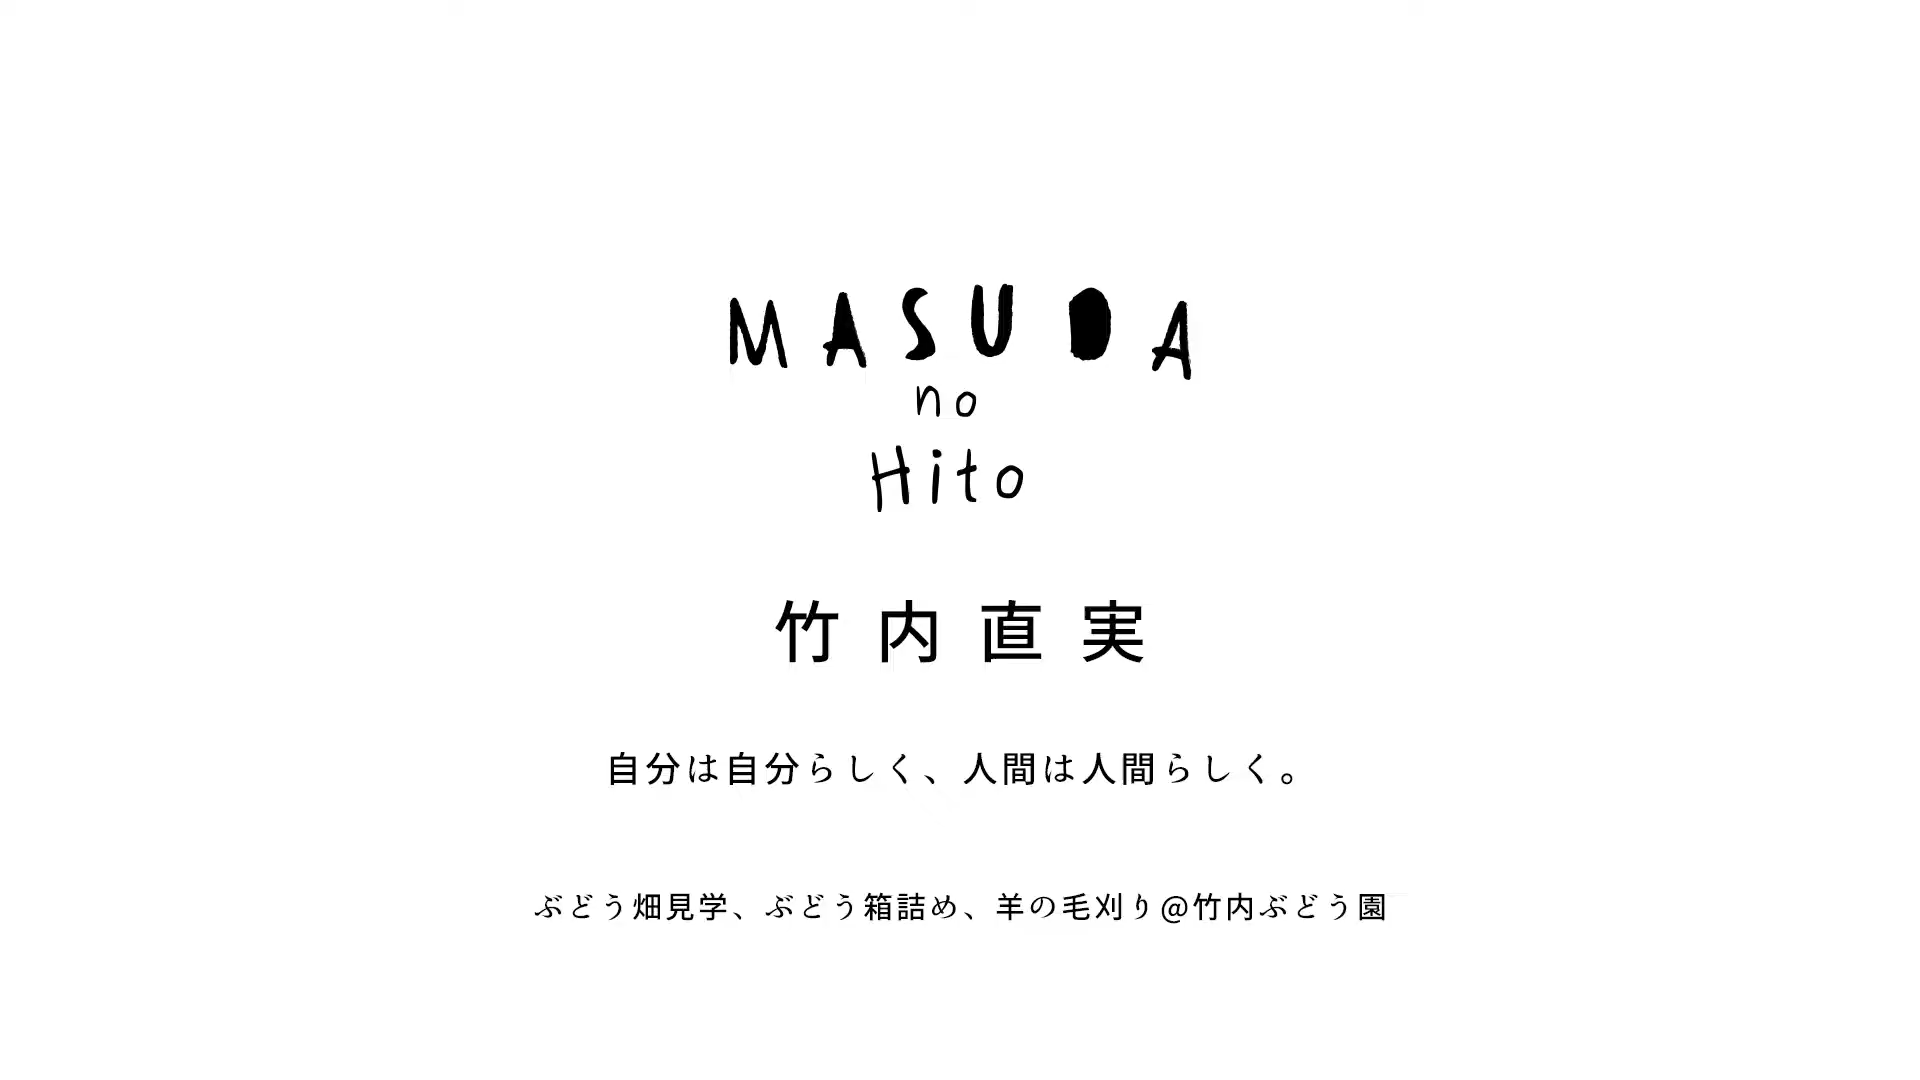 MASUDA
no
Hito
竹内直実
自分は自分らしく、人間は人間らしく。
ぶどう畑見学、ぶどう箱詰め、羊の毛刈り@竹内ぶどう園